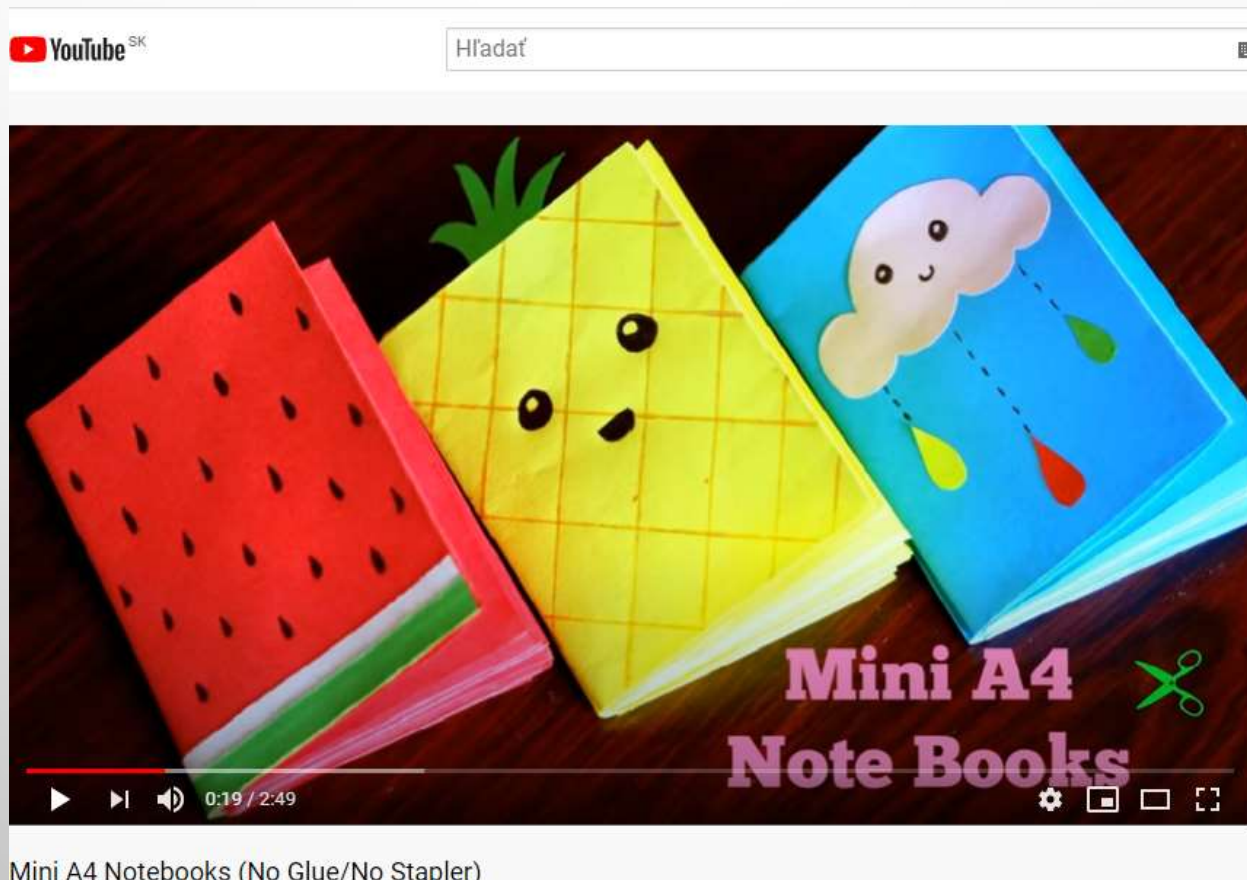 YouTube SK
Hľadať
Mini A4
Note Books
0:19 / 2:49
Mini A4 Notebooks (No Glue/No Stapler)